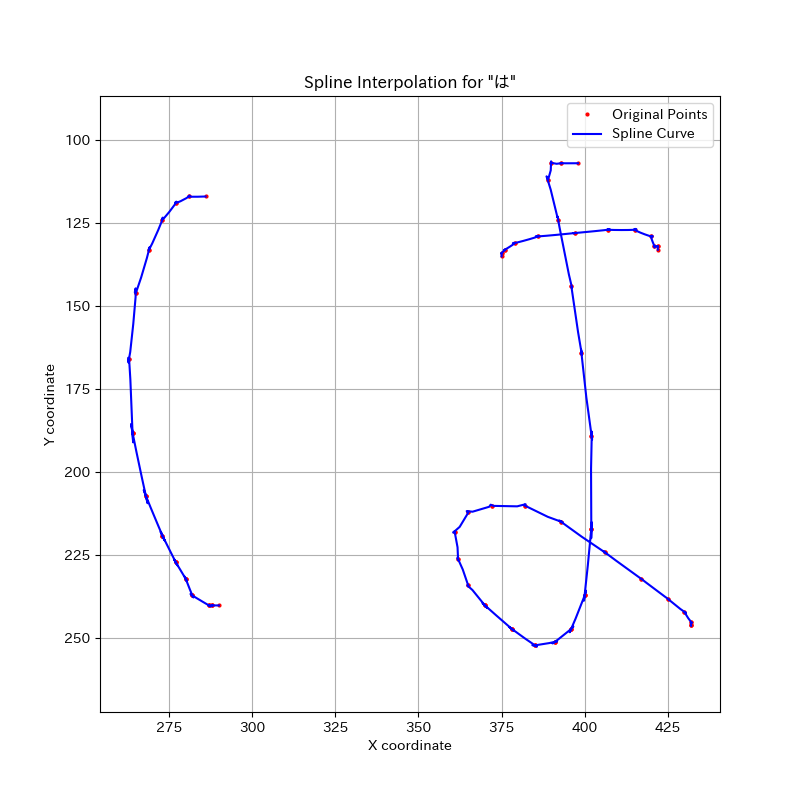 Spline Interpolation for "は"
Original Points
Spline Curve
100
125
150
175
200
225
250
Y coordinate
は
275
300
325
350
375
400
425
X coordinate